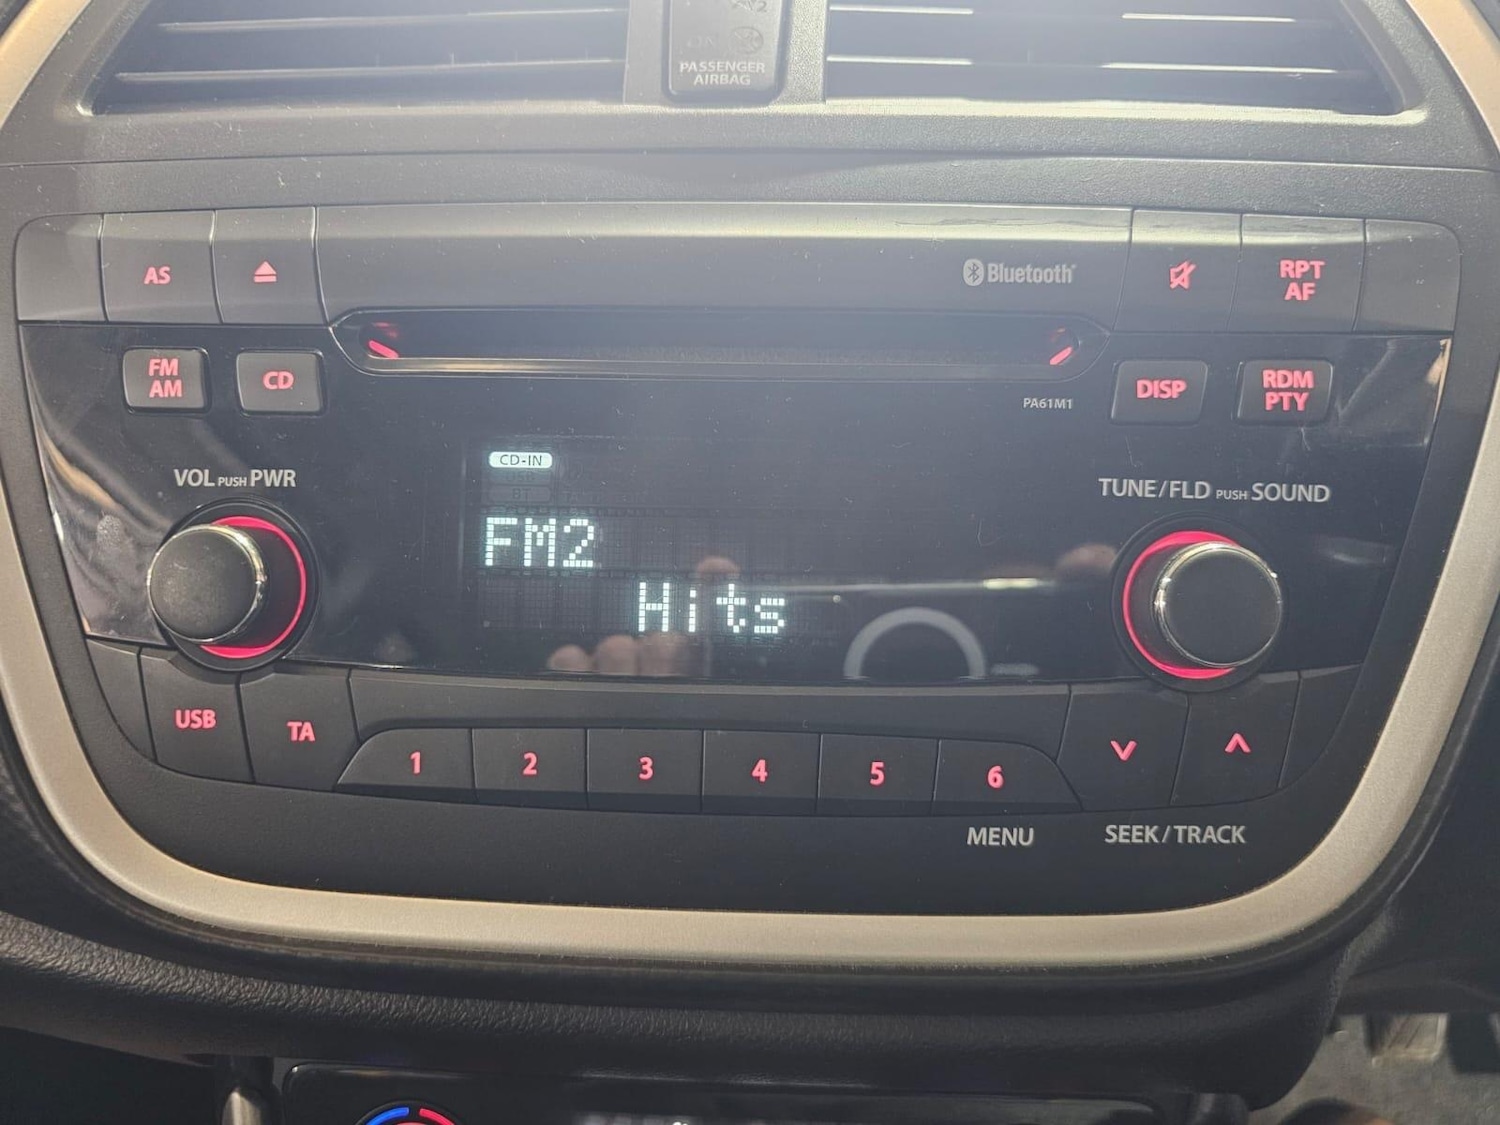 PASSENGER
AIRBAG
AS
Bluetooth
RPT
AF
FM
AM
CD
PA61M1
DISP
RDM
PTY
CD-IN
BT
VOL PUSH PWR
TUNE/FLD PUSH SOUND
FM2
Hits
USB
TA
1 2 3 4 5 6
MENU
SEEK/TRACK